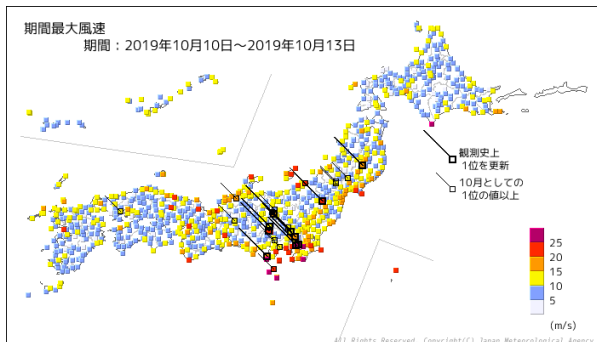 期間最大風速
期間：2019年10月10日～2019年10月13日
観測史上
1位を更新
10月としての
1位の値以上
25
20
15
10
5
(m/s)
All Rights Reserved. Copyright(C) Japan Meteorological Agency